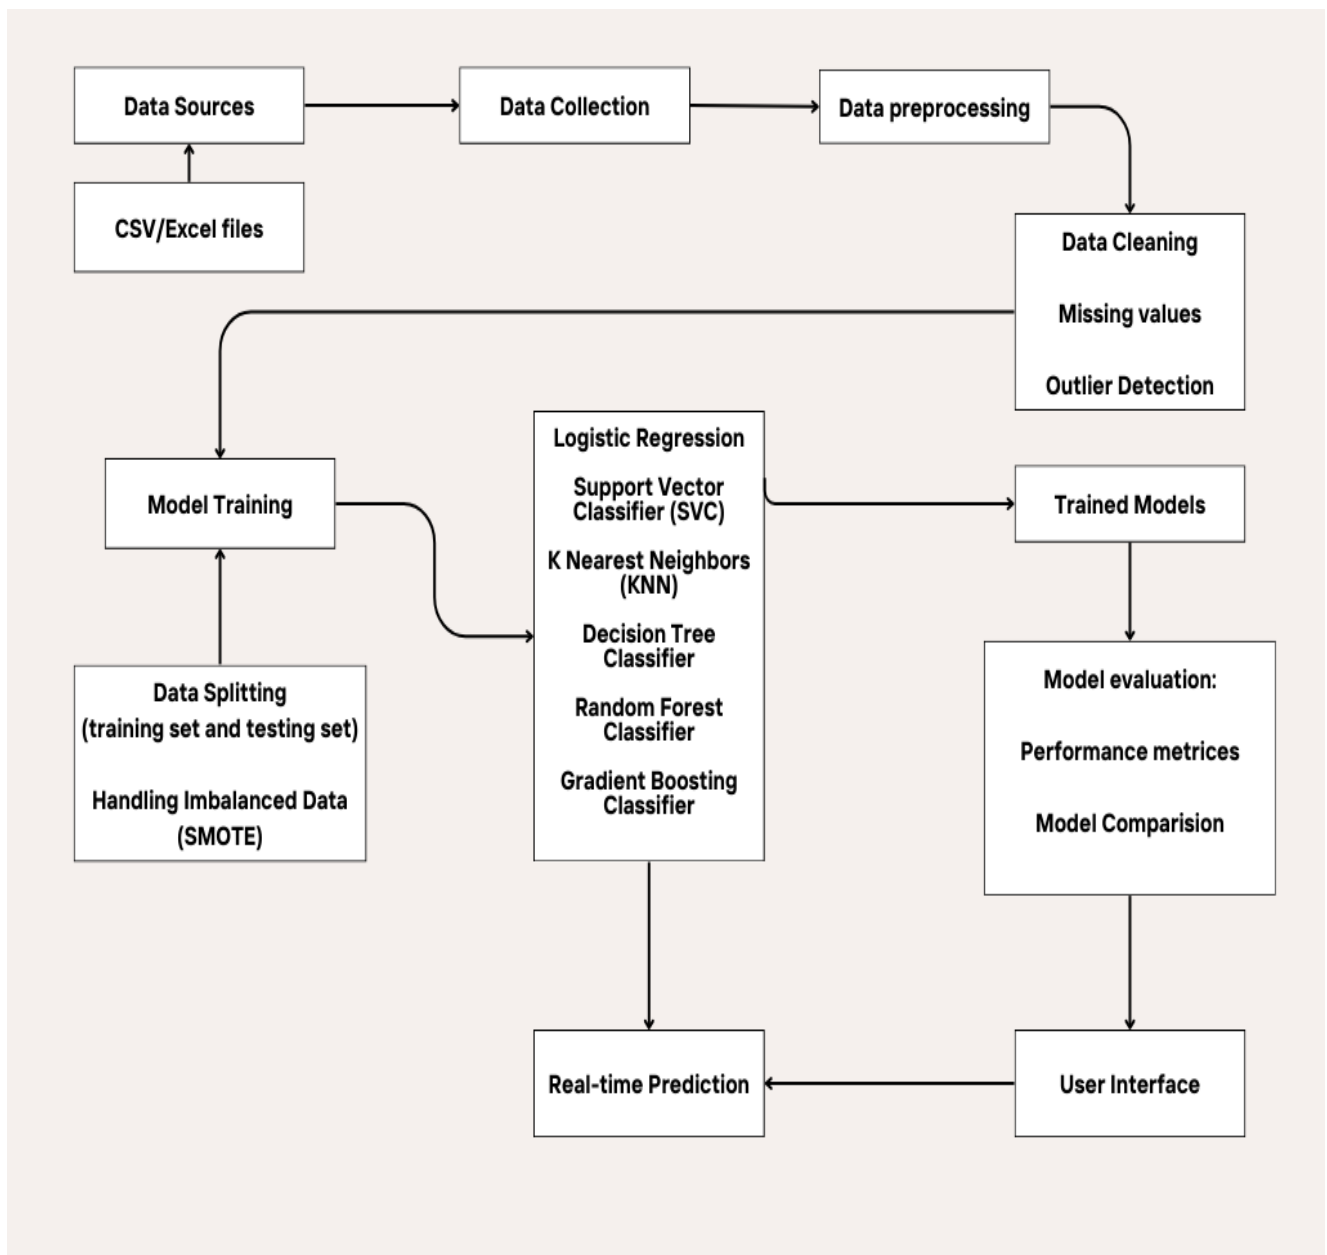 Data Sources
Data Collection
Data preprocessing
CSV/Excel files
Data Cleaning
Missing values
Outlier Detection
Model Training
Logistic Regression
Support Vector
Classifier (SVC)
K Nearest Neighbors
(KNN)
Decision Tree
Classifier
Random Forest
Classifier
Gradient Boosting
Classifier
Trained Models
Data Splitting
(training set and testing set)
Handling Imbalanced Data
(SMOTE)
Model evaluation:
Performance metrices
Model Comparision
Real-time Prediction
User Interface